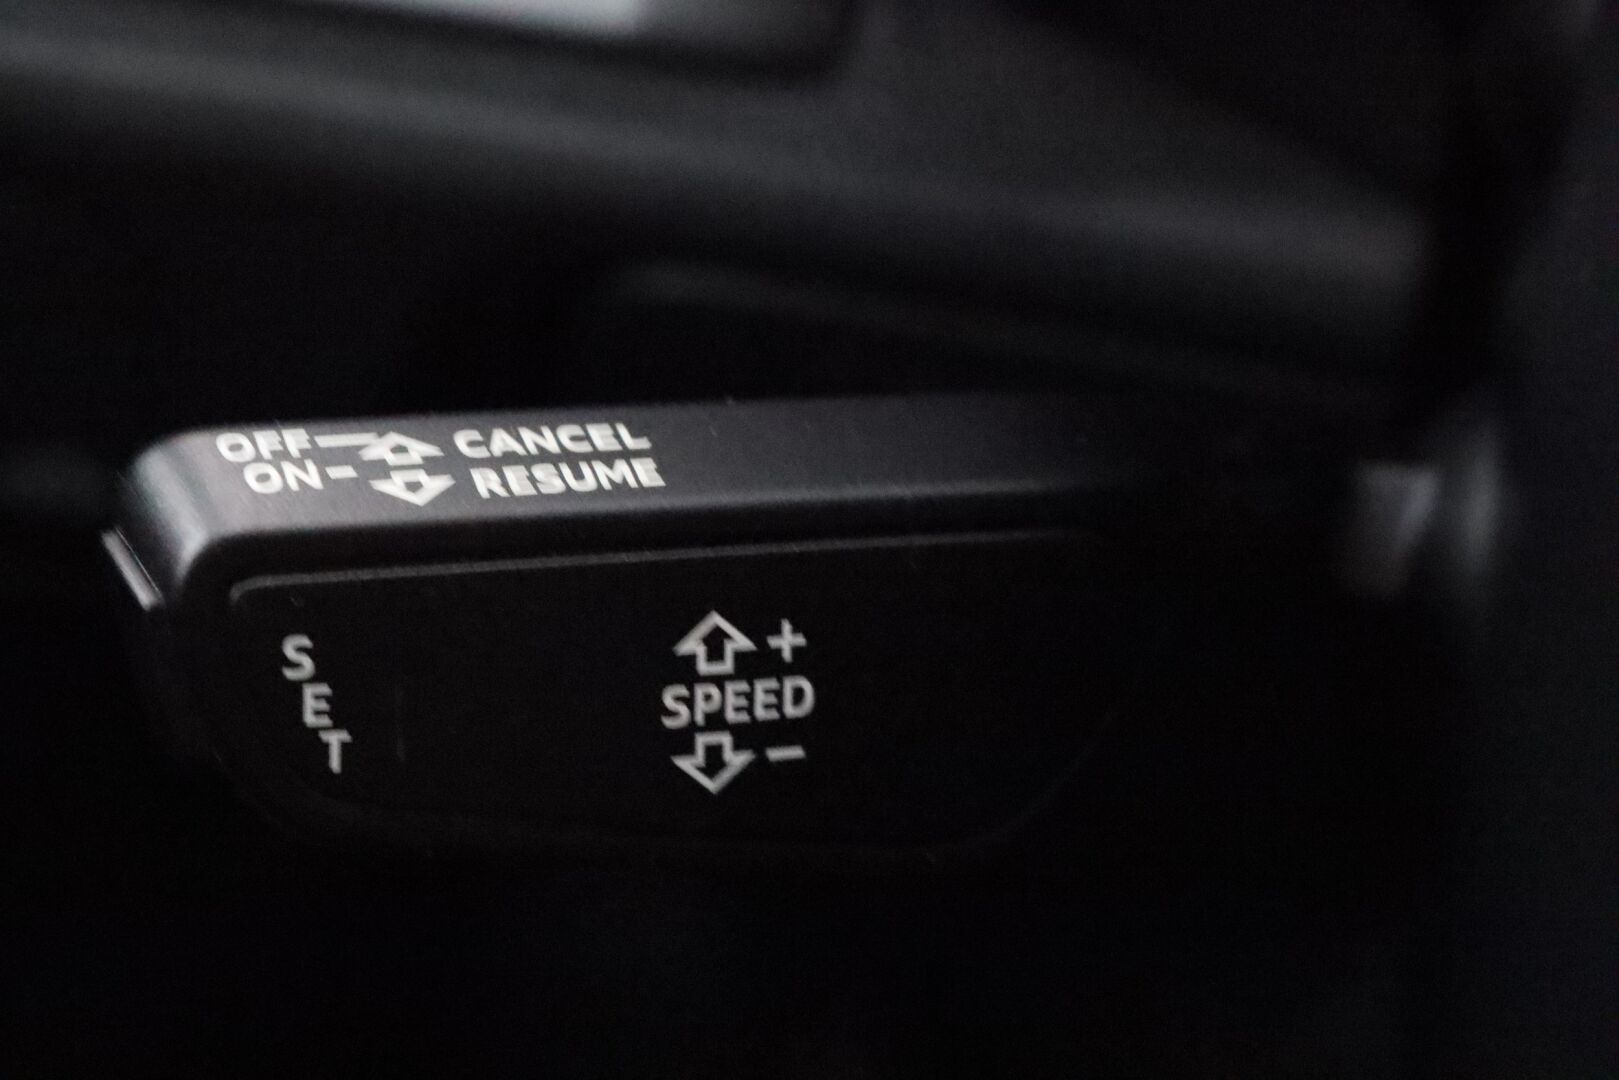 OFF CANCEL
ON- RESUME
SET
+
SPEED
-